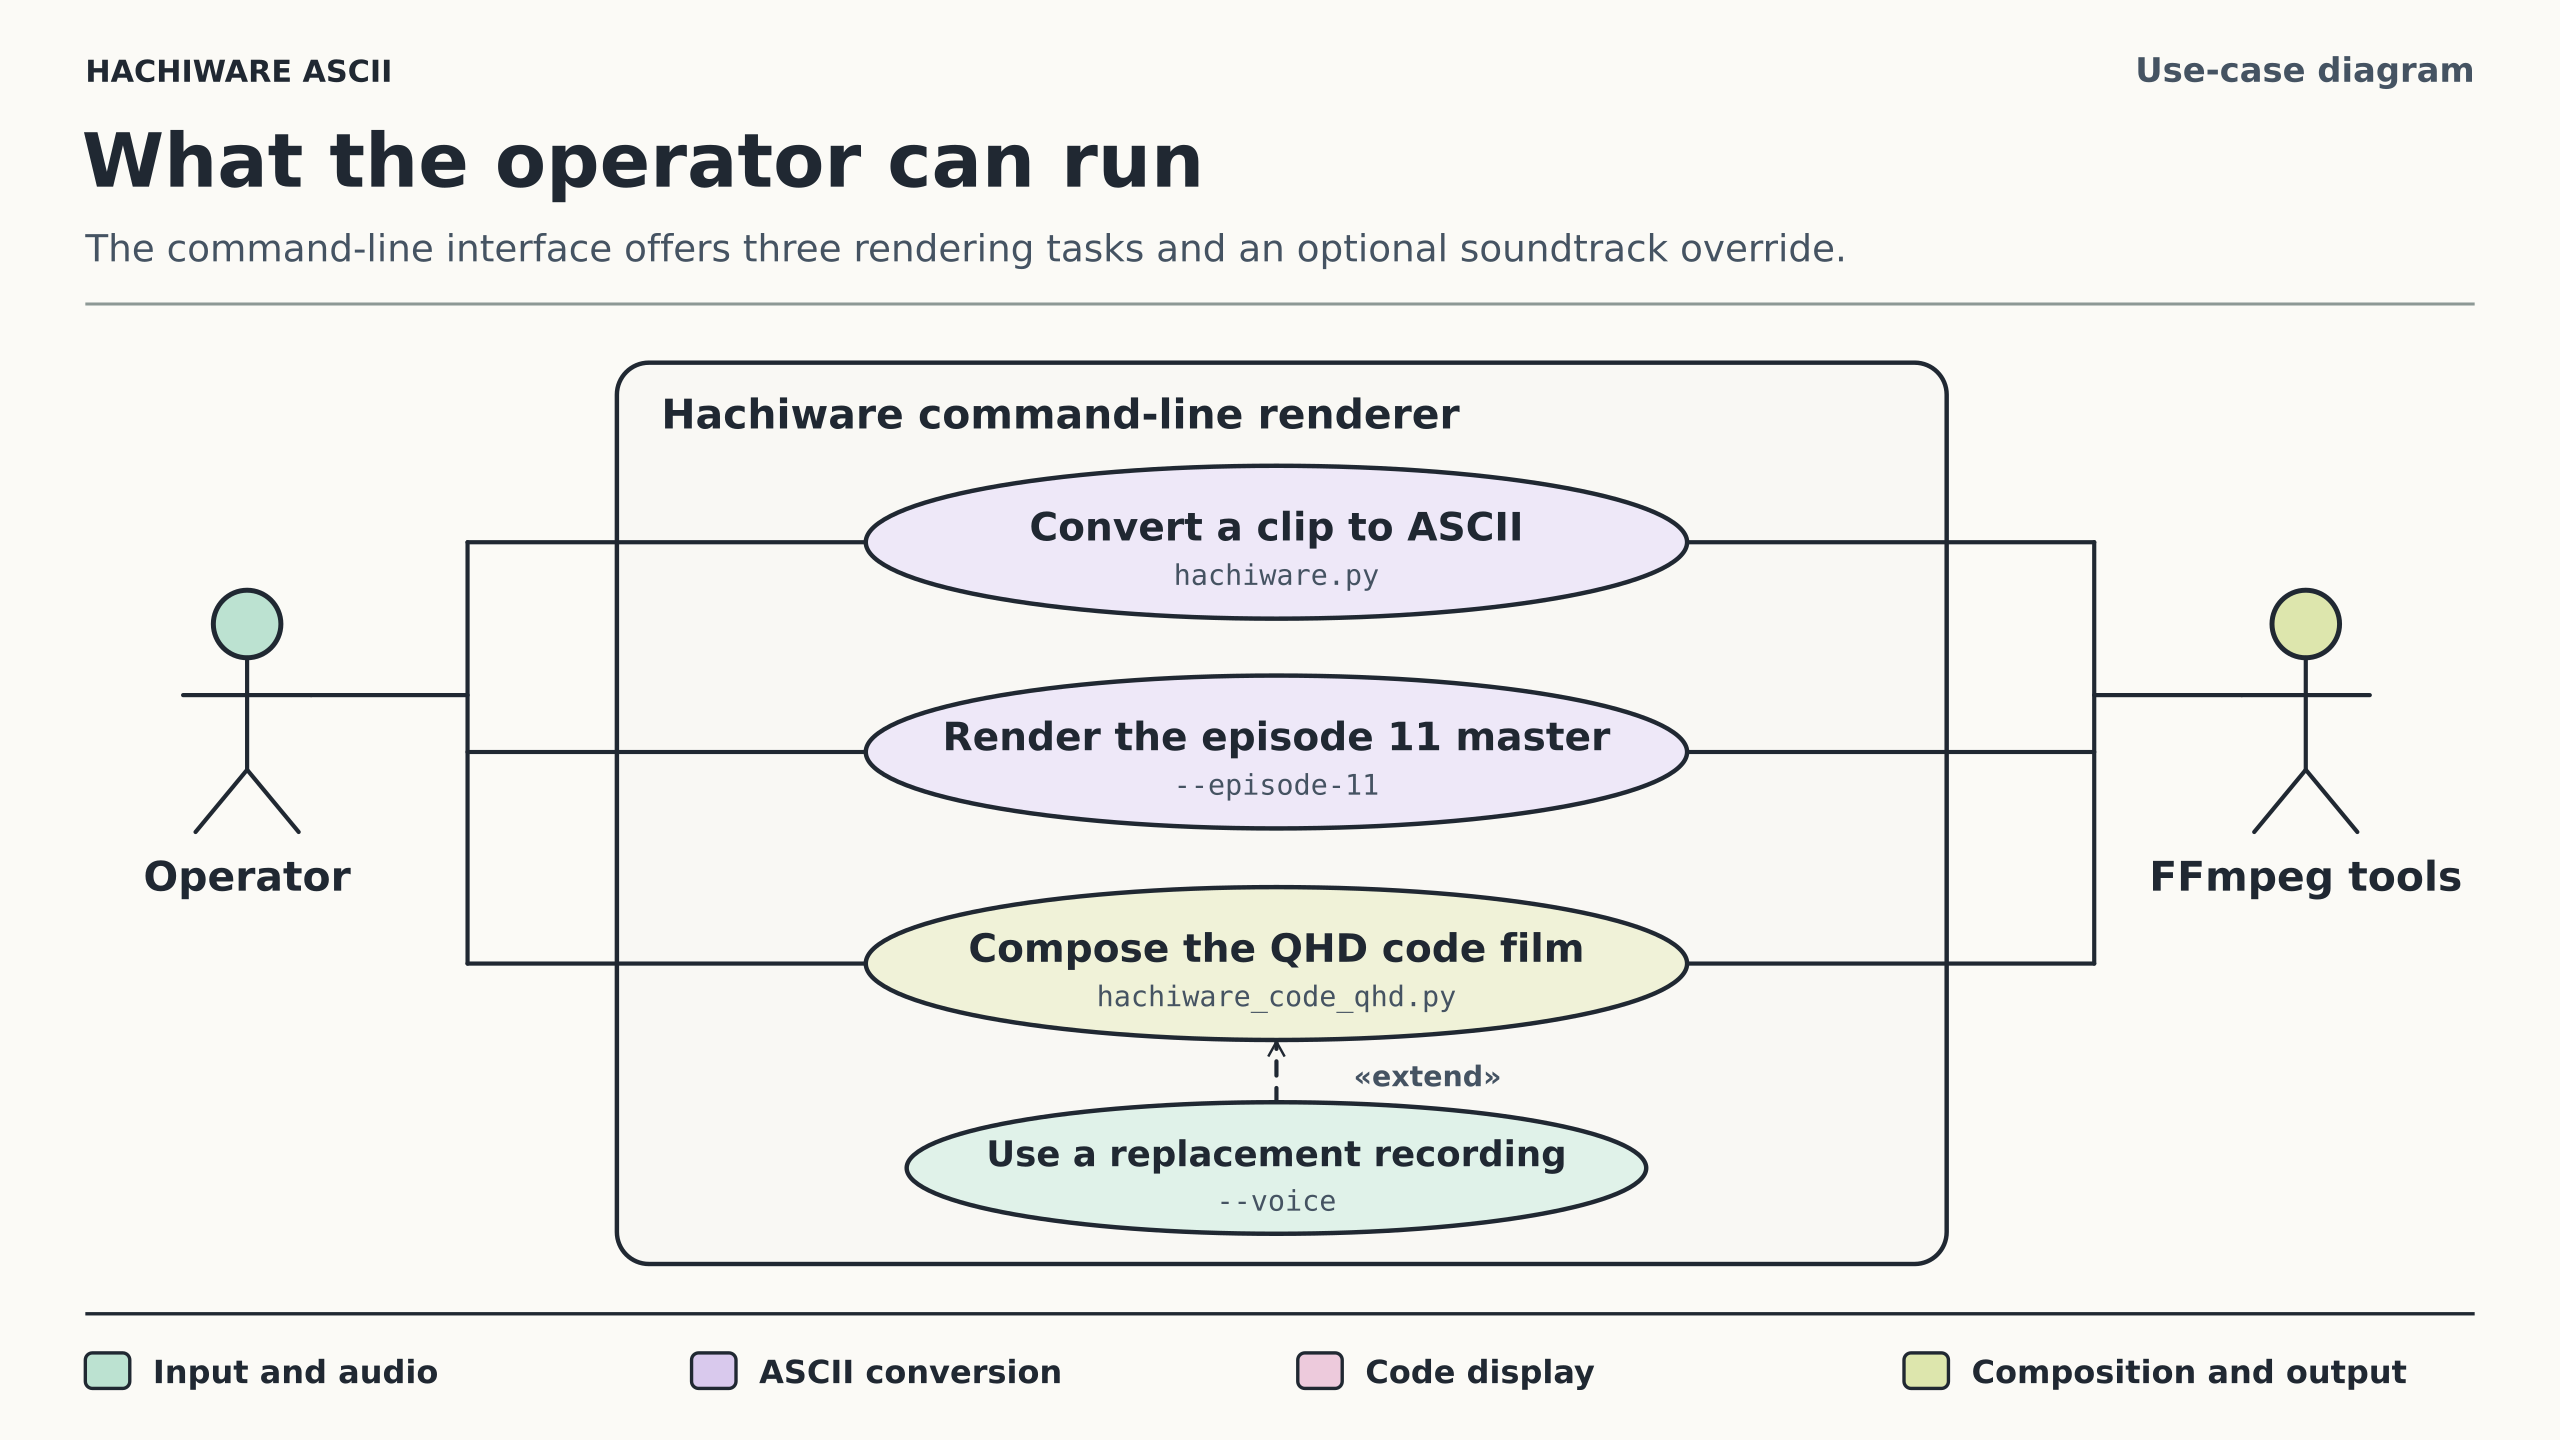 HACHIWARE ASCII
Use-case diagram
What the operator can run
The command-line interface offers three rendering tasks and an optional soundtrack override.
Hachiware command-line renderer
Convert a clip to ASCII
hachiware.py
Render the episode 11 master
--episode-11
Operator
FFmpeg tools
Compose the QHD code film
hachiware_code_qhd.py
«extend»
Use a replacement recording
--voice
Input and audio
ASCII conversion
Code display
Composition and output